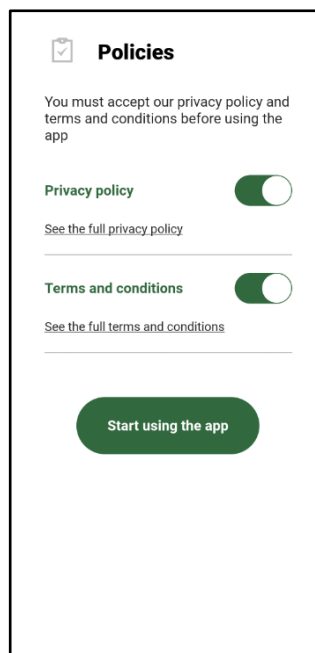 Policies
You must accept our privacy policy and
terms and conditions before using the
app
Privacy policy
See the full privacy policy
Terms and conditions
See the full terms and conditions
Start using the app